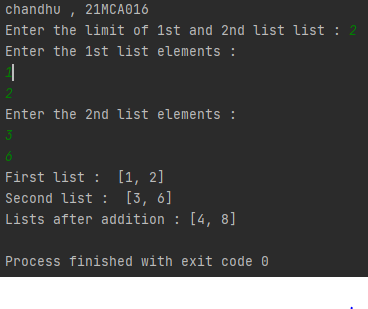 chandhu , 21MCA016
Enter the limit of 1st and 2nd list list : 2
Enter the 1st list elements :
1
2
Enter the 2nd list elements :
3
6
First list :  [1, 2]
Second list :  [3, 6]
Lists after addition : [4, 8]
Process finished with exit code 0
.